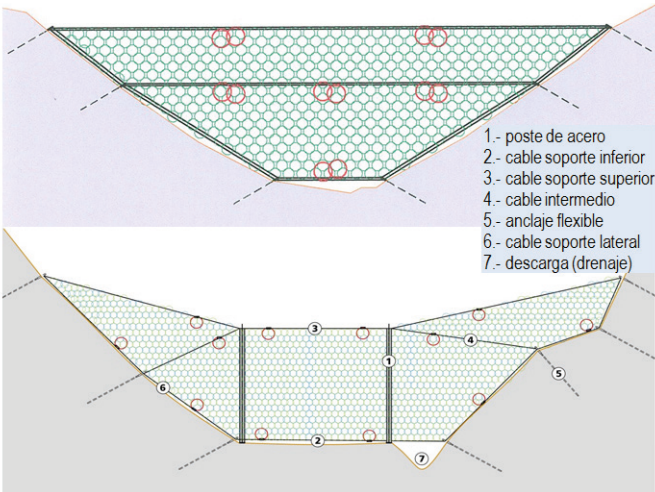 1.- poste de acero
2.- cable soporte inferior
3.- cable soporte superior
4.- cable intermedio
5.- anclaje flexible
6.- cable soporte lateral
7.- descarga (drenaje)
3
4
1
5
6
2
7